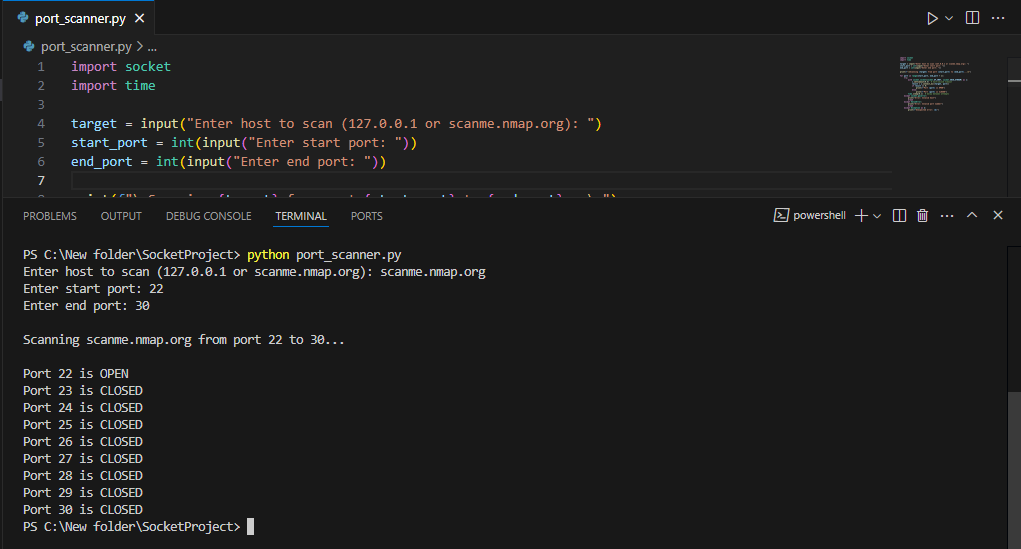 port_scanner.py
port_scanner.py > ...
1 import socket
2 import time
3
4 target = input("Enter host to scan (127.0.0.1 or scanme.nmap.org): ")
5 start_port = int(input("Enter start port: "))
6 end_port = int(input("Enter end port: "))
7
PROBLEMS OUTPUT DEBUG CONSOLE TERMINAL PORTS powershell
PS C:\New folder\SocketProject> python port_scanner.py
Enter host to scan (127.0.0.1 or scanme.nmap.org): scanme.nmap.org
Enter start port: 22
Enter end port: 30
Scanning scanme.nmap.org from port 22 to 30...
Port 22 is OPEN
Port 23 is CLOSED
Port 24 is CLOSED
Port 25 is CLOSED
Port 26 is CLOSED
Port 27 is CLOSED
Port 28 is CLOSED
Port 29 is CLOSED
Port 30 is CLOSED
PS C:\New folder\SocketProject>